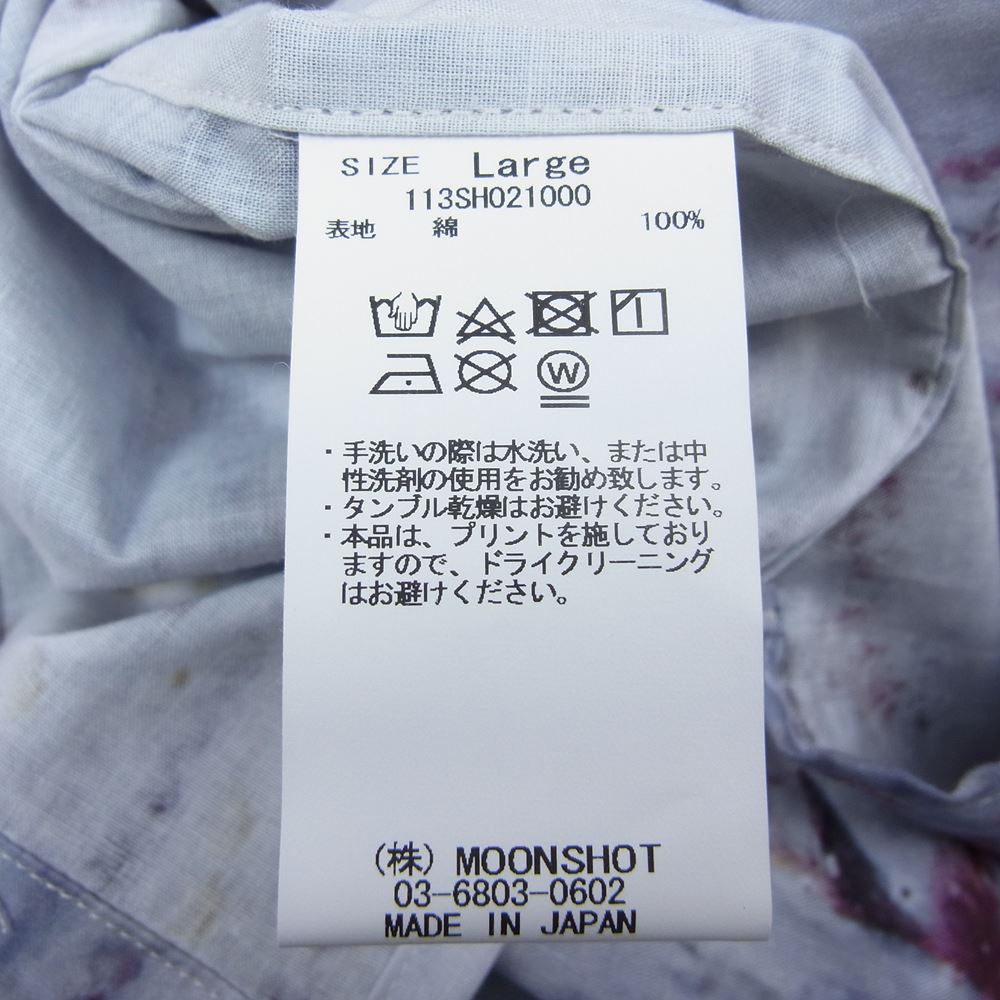 SIZE Large
113SH021000
表地 綿 100%
W
・手洗いの際は水洗い、または中
性洗剤の使用をお勧め致します。
・タンブル乾燥はお避けください。
・本品は、プリントを施しており
ますので、ドライクリーニング
はお避けください。
(株) MOONSHOT
03-6803-0602
MADE IN JAPAN